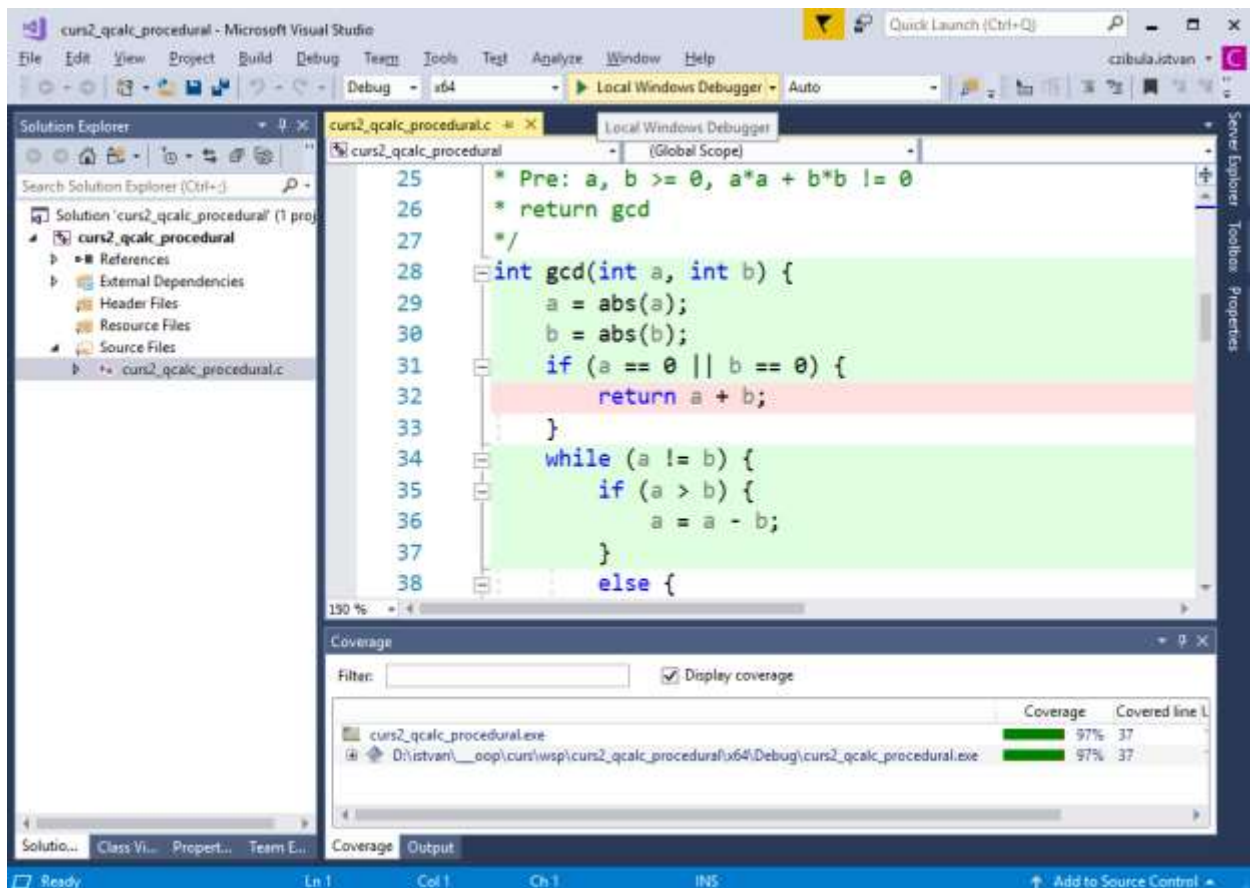 curs2_qcalc_procedural - Microsoft Visual Studio
Quick Launch (Ctrl+Q)
File Edit View Project Build Debug Team Tools Test Analyze Window Help
czibula.istvan
C
Debug x64 Local Windows Debugger Auto
Solution Explorer
curs2_qcalc_procedural.c
Local Windows Debugger
curs2_qcalc_procedural (Global Scope)
Search Solution Explorer (Ctrl+;)
Solution 'curs2_qcalc_procedural' (1 proj
curs2_qcalc_procedural
References
External Dependencies
Header Files
Resource Files
Source Files
curs2_qcalc_procedural.c
25 * Pre: a, b >= 0, a*a + b*b != 0
26 * return gcd
27 */
28 int gcd(int a, int b) {
29 a = abs(a);
30 b = abs(b);
31 if (a == 0 || b == 0) {
32 return a + b;
33 }
34 while (a != b) {
35 if (a > b) {
36 a = a - b;
37 }
38 else {
150 %
Server Explorer
Toolbox
Properties
Coverage
Filter: Display coverage
Coverage Covered line
curs2_qcalc_procedural.exe 97% 37
D:\istvan\__oop\curs\wsp\curs2_qcalc_procedural\x64\Debug\curs2_qcalc_procedural.exe 97% 37
Solutio... Class Vi... Propert... Team E...
Coverage Output
Ready Ln 1 Col 1 Ch 1 INS Add to Source Control